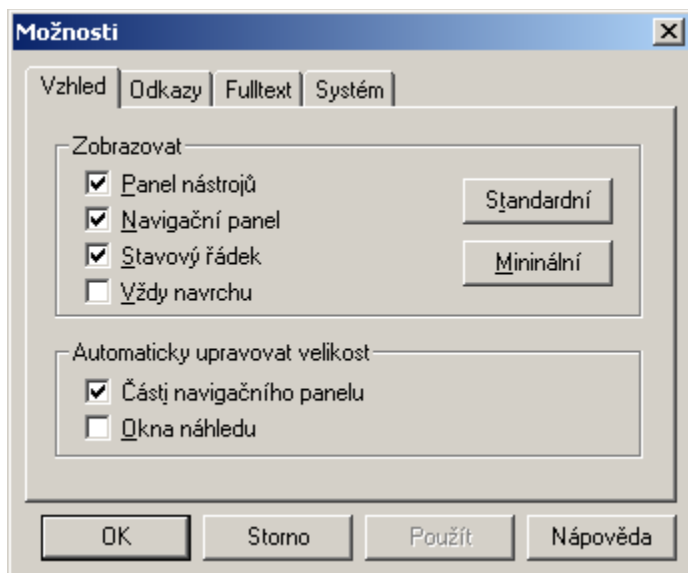 Možnosti
Vzhled Odkazy Fulltext Systém
Zobrazovat
Panel nástrojů
Standardní
Navigační panel
Stavový řádek
Mininální
Vždy navrchu
Automaticky upravovat velikost
Části navigačního panelu
Okna náhledu
OK Storno Použít Nápověda